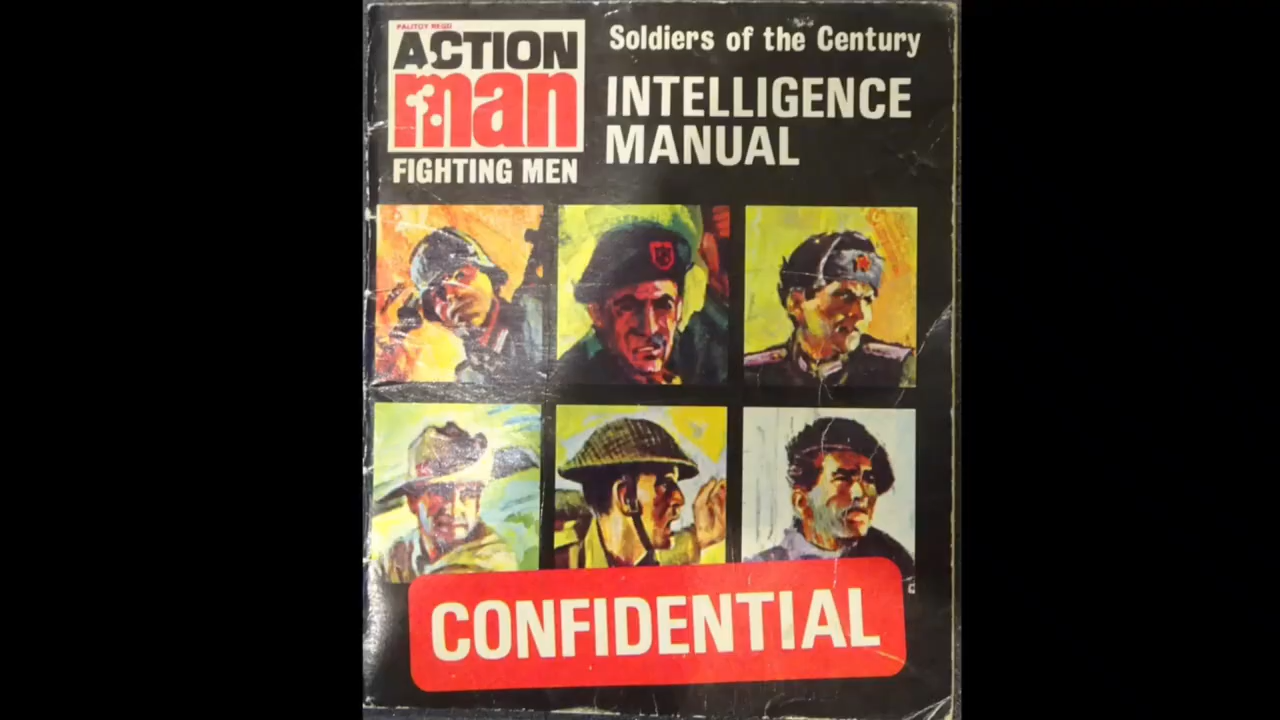 PALITOY REGD
ACTION
man
FIGHTING MEN
Soldiers of the Century
INTELLIGENCE
MANUAL
CONFIDENTIAL